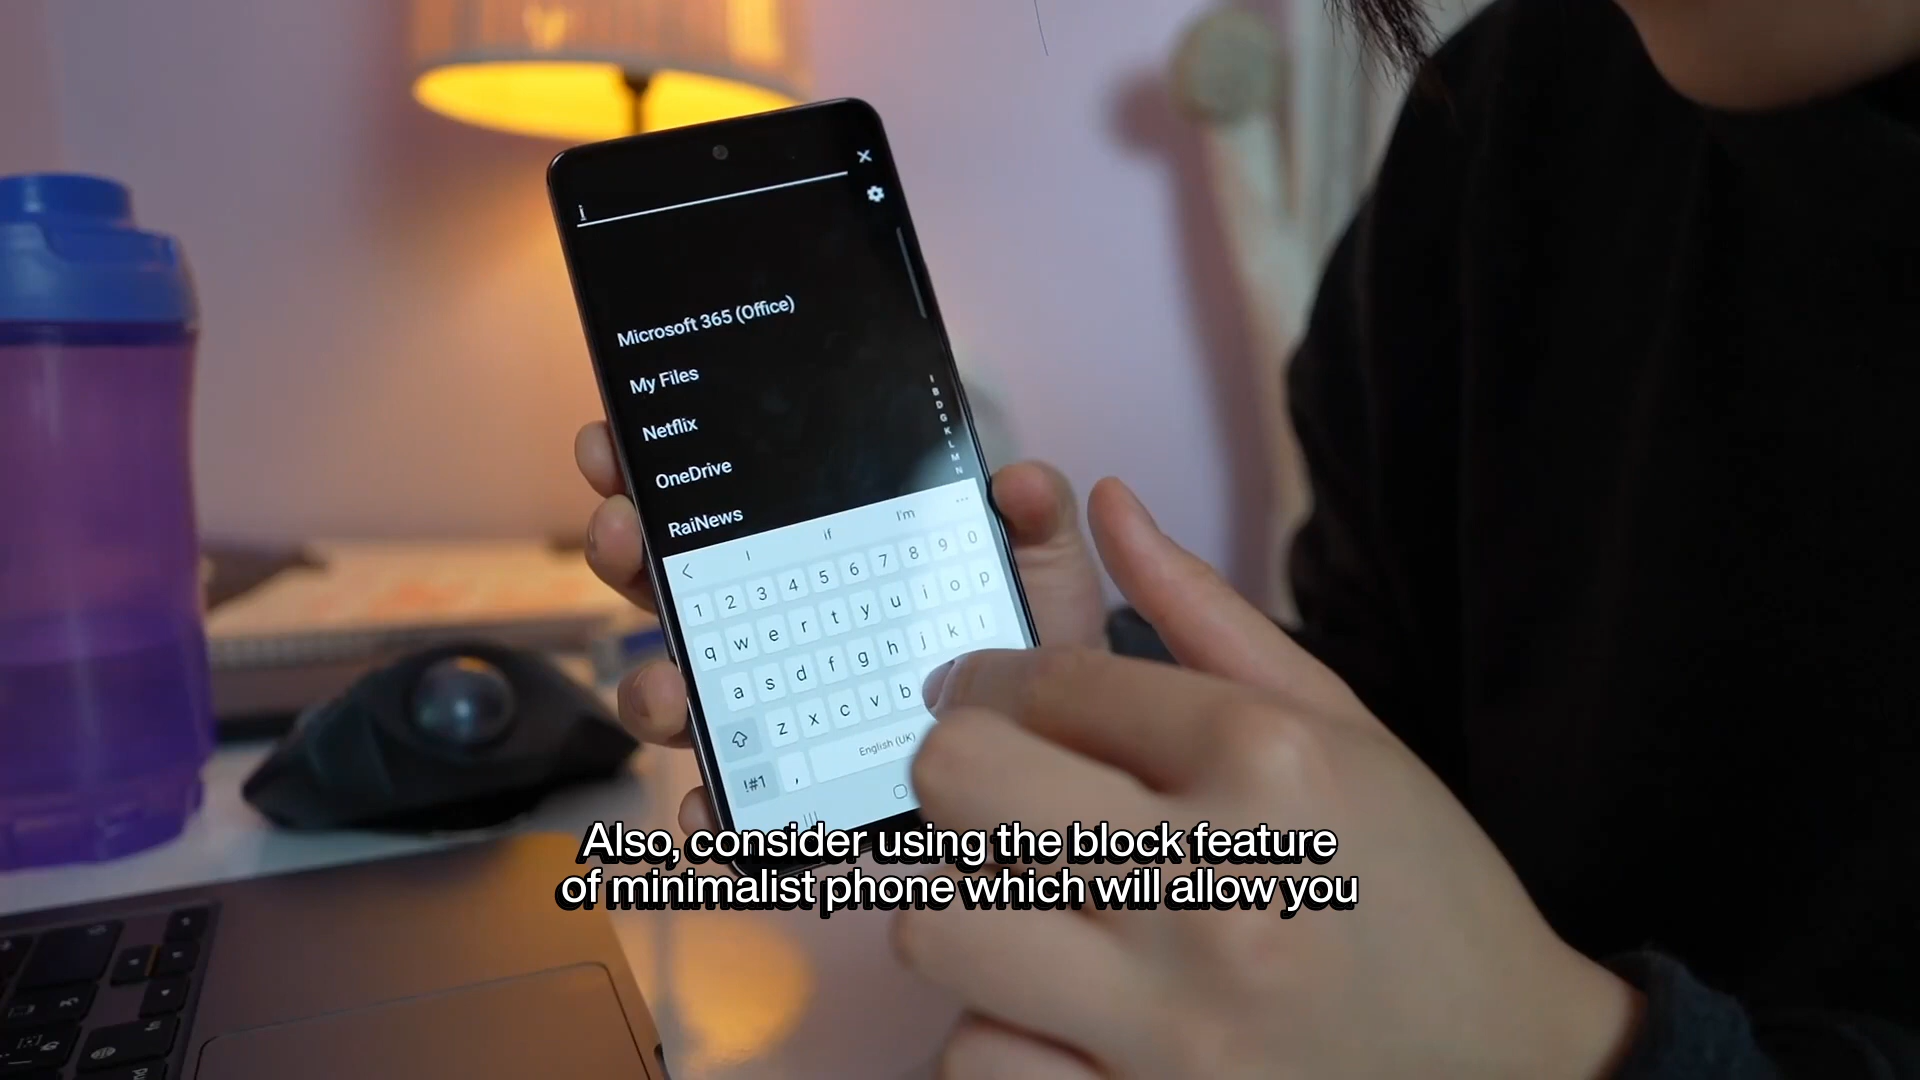 i
Microsoft 365 (Office)
My Files
Netflix
OneDrive
RaiNews
I
B
D
G
K
L
M
N
I if I'm
1 2 3 4 5 6 7 8 9 0
q w e r t y u i o p
a s d f g h j k l
z x c v b
English (UK)
!#1 ,
Also, consider using the block feature
of minimalist phone which will allow you